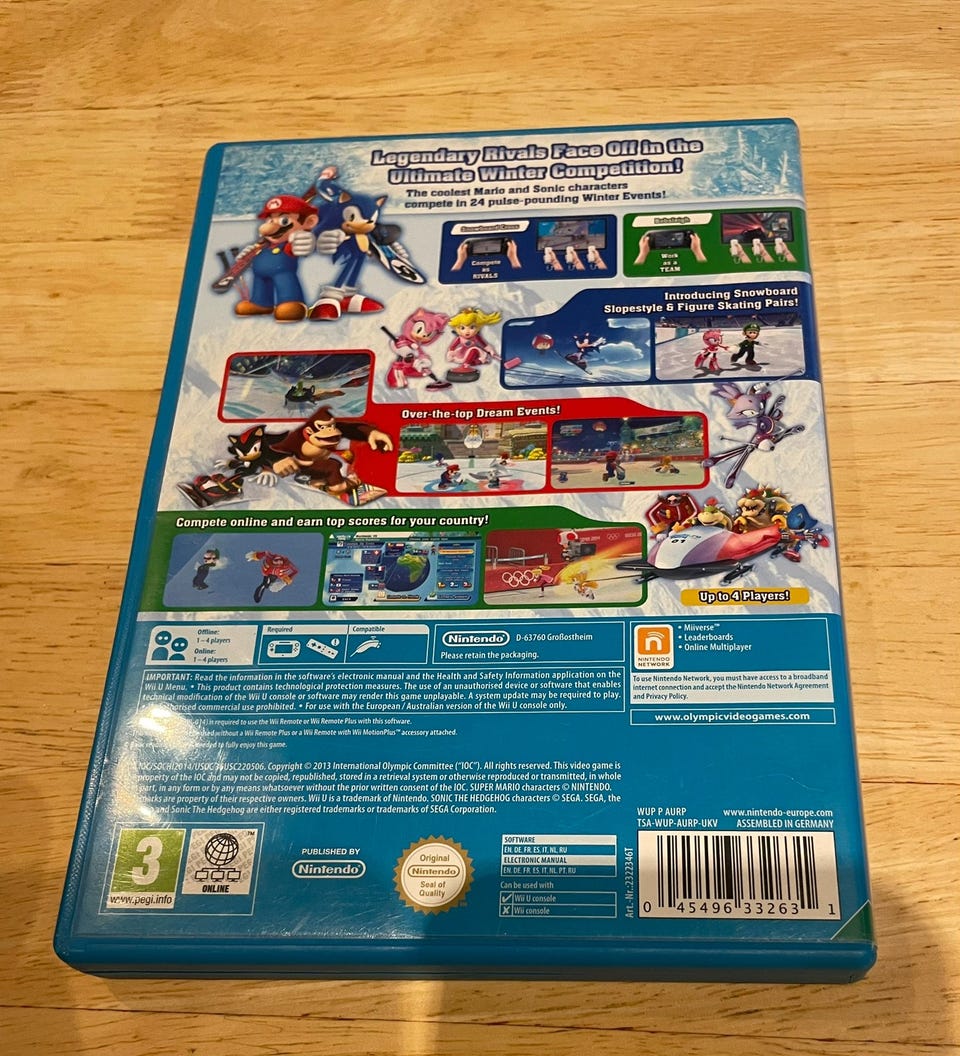 Legendary Rivals Face Off in the
Ultimate Winter Competition!
The coolest Mario and Sonic characters
compete in 24 pulse-pounding Winter Events!
Snowboard Cross
Compete
as
RIVALS
Bobsleigh
Work
as a
TEAM
Introducing Snowboard
Slopestyle & Figure Skating Pairs!
Over-the-top Dream Events!
Compete online and earn top scores for your country!
Up to 4 Players!
Offline:
1–4 players
Online:
1–4 players
Required
Compatible
Nintendo
D-63760 Großostheim
Please retain the packaging.
NINTENDO
NETWORK
• Miiverse™
• Leaderboards
• Online Multiplayer
To use Nintendo Network, you must have access to a broadband
internet connection and accept the Nintendo Network Agreement
and Privacy Policy.
www.olympicvideogames.com
IMPORTANT: Read the information in the software's electronic manual and the Health and Safety Information application on the
Wii U Menu. • This product contains technological protection measures. The use of an unauthorised device or software that enables
technical modification of the Wii U console or software may render this game unplayable. A system update may be required to play.
commercial use prohibited. • For use with the European / Australian version of the Wii U console only.
is required to use the Wii Remote or Wii Remote Plus with this software.
used without a Wii Remote Plus or a Wii Remote with Wii MotionPlus™ accessory attached.
needed to fully enjoy this game.
Copyright © 2013 International Olympic Committee ("IOC"). All rights reserved. This video game is
property of the IOC and may not be copied, republished, stored in a retrieval system or otherwise reproduced or transmitted, in whole
part, in any form or by any means whatsoever without the prior written consent of the IOC. SUPER MARIO characters © NINTENDO.
are property of their respective owners. Wii U is a trademark of Nintendo. SONIC THE HEDGEHOG characters © SEGA. SEGA, the
and Sonic The Hedgehog are either registered trademarks or trademarks of SEGA Corporation.
WUP P AURP
TSA-WUP-AURP-UKV
www.nintendo-europe.com
ASSEMBLED IN GERMANY
3
www.pegi.info
ONLINE
TM
PUBLISHED BY
Nintendo
Original
Nintendo
Seal of
Quality
SOFTWARE
EN, DE, FR, ES, IT, NL, RU
ELECTRONIC MANUAL
EN, DE, FR, ES, IT, NL, PT, RU
Can be used with
Wii U console
Wii console
Art.-Nr.: 2322346T
0 45496 33263 1